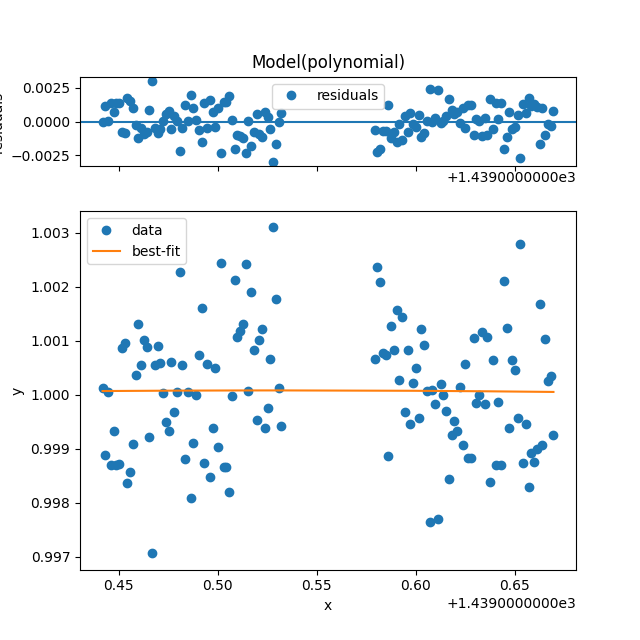 Model(polynomial)
0.0025
0.0000
−0.0025
residuals
+1.4390000000e3
1.003
1.002
1.001
1.000
0.999
0.998
0.997
y
data
best-fit
0.45
0.50
0.55
0.60
0.65
x
+1.4390000000e3